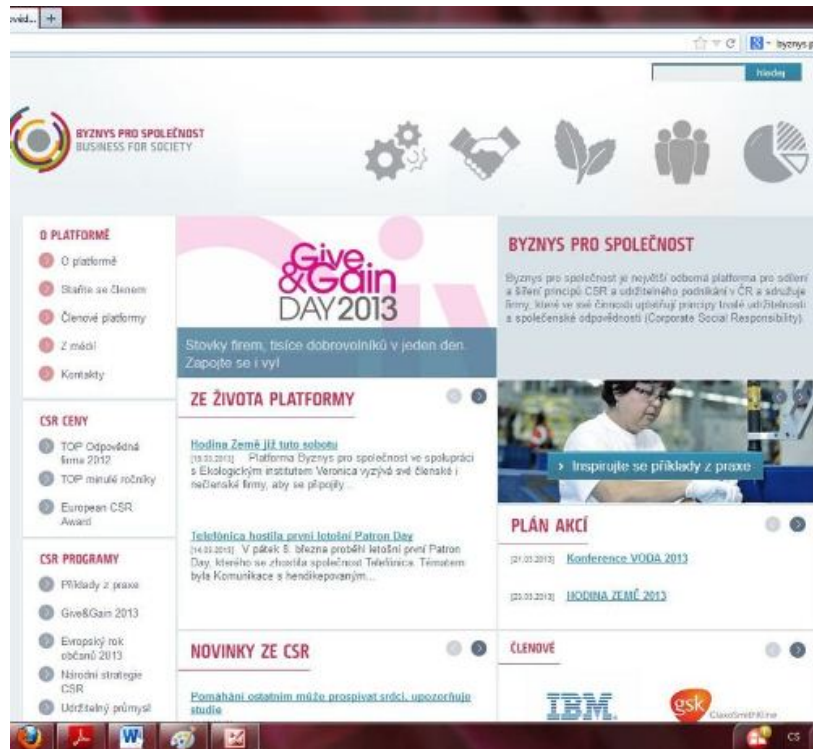 hledej
BYZNYS PRO SPOLEČNOST
BUSINESS FOR SOCIETY
O PLATFORMĚ
O platformě
Staňte se členem
Členové platformy
Z médií
Kontakty
CSR CENY
TOP Odpovědná
firma 2012
TOP minulé ročníky
European CSR
Award
CSR PROGRAMY
Příklady z praxe
Give&Gain 2013
Evropský rok
občanů 2013
Národní strategie
CSR
Udržitelný průmysl
Give
&Gain
DAY2013
Stovky firem, tisíce dobrovolníků v jeden den.
Zapojte se i vy!
ZE ŽIVOTA PLATFORMY
Hodina Země již tuto sobotu
Platforma Byznys pro společnost ve spolupráci
s Ekologickým institutem Veronica vyzývá své členské i
nečlenské firmy, aby se připojily...
Telefónica hostila první letošní Patron Day
V pátek 8. března proběhl letošní první Patron
Day, kterého se zhostila společnost Telefónica. Tématem
byla Komunikace s hendikepovaným...
NOVINKY ZE CSR
Pomáhání ostatním může prospívat srdci, upozorňuje
studie
BYZNYS PRO SPOLEČNOST
Byznys pro společnost je největší odborná platforma pro sdílení
a šíření principů CSR a udržitelného podnikání v ČR a sdružuje
firmy, které ve své činnosti uplatňují principy trvalé udržitelnosti
a společenské odpovědnosti (Corporate Social Responsibility).
Inspirujte se příklady z praxe
PLÁN AKCÍ
[21.03.2013] Konference VODA 2013
[23.03.2013] HODINA ZEMĚ 2013
ČLENOVÉ
IBM.
gsk GlaxoSmithKline
CS